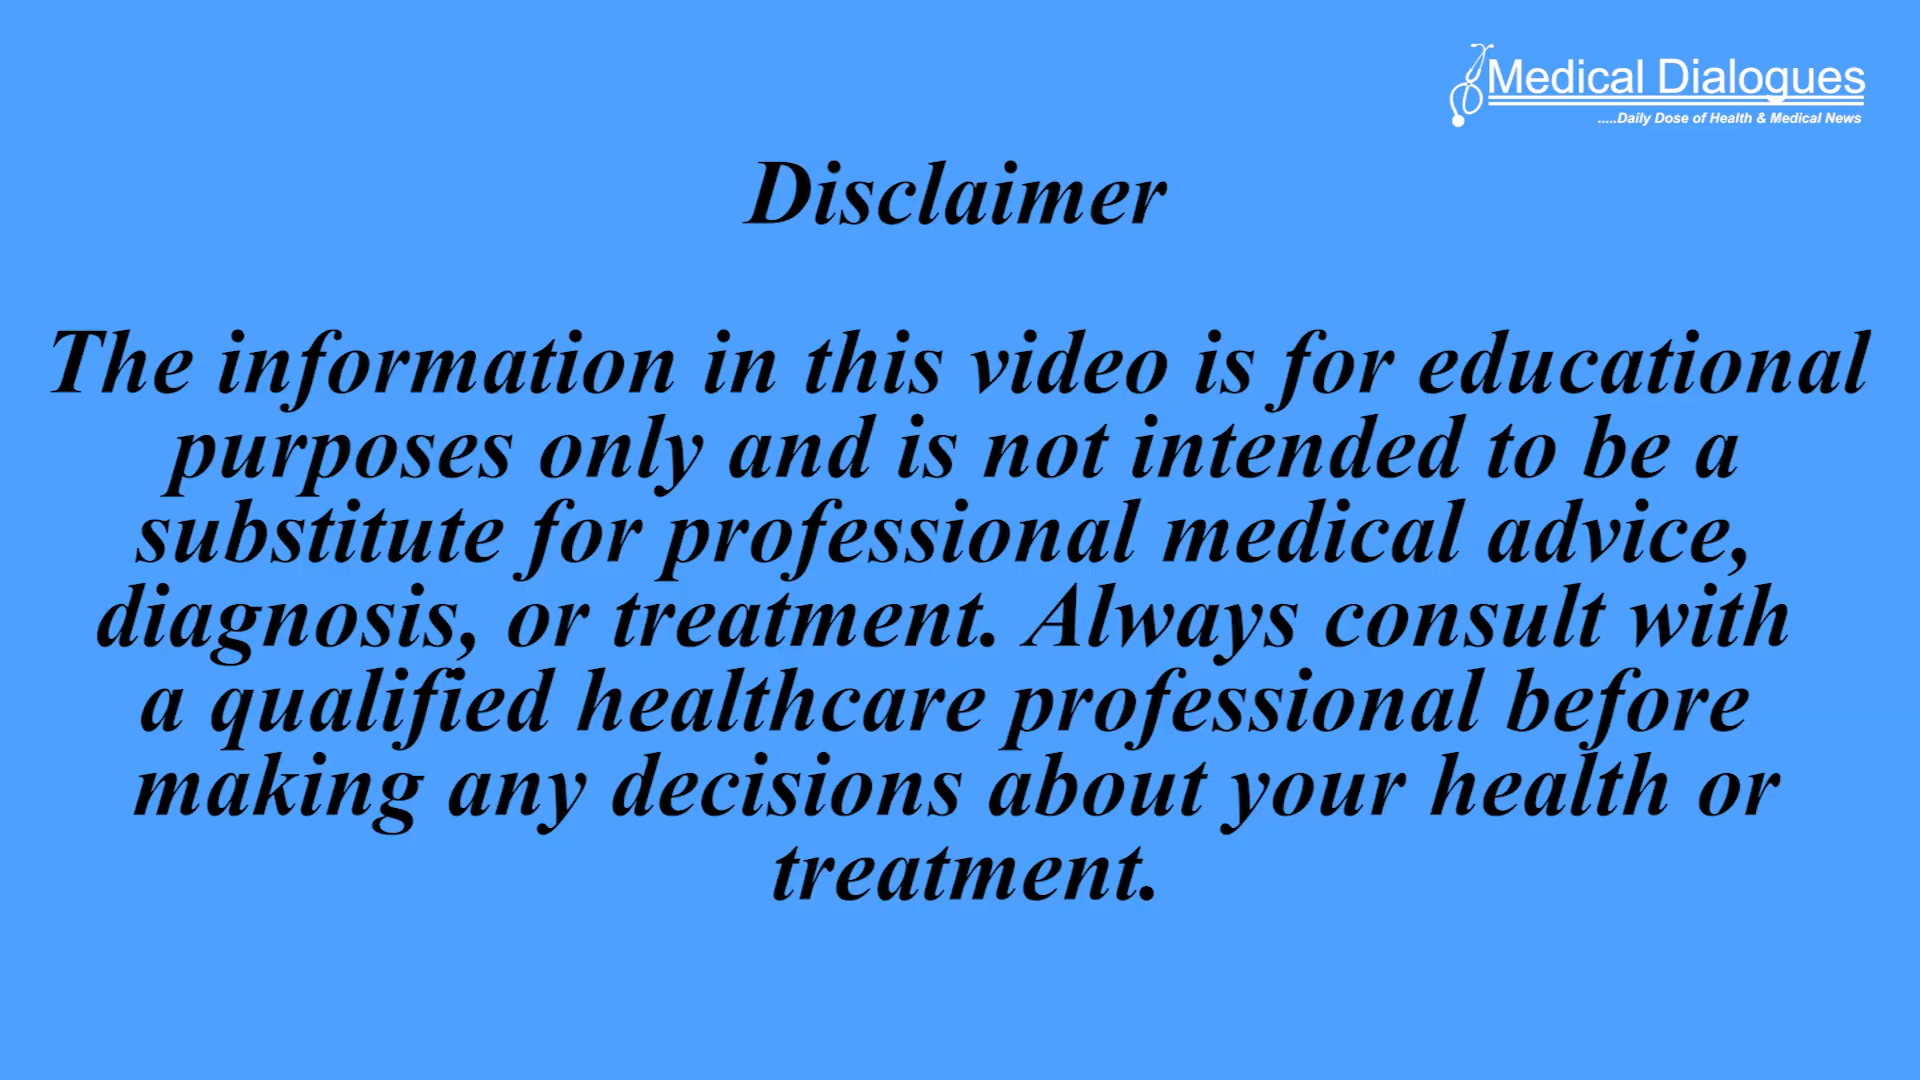 Medical Dialogues
.....Daily Dose of Health & Medical News
Disclaimer
The information in this video is for educational
purposes only and is not intended to be a
substitute for professional medical advice,
diagnosis, or treatment. Always consult with
a qualified healthcare professional before
making any decisions about your health or
treatment.